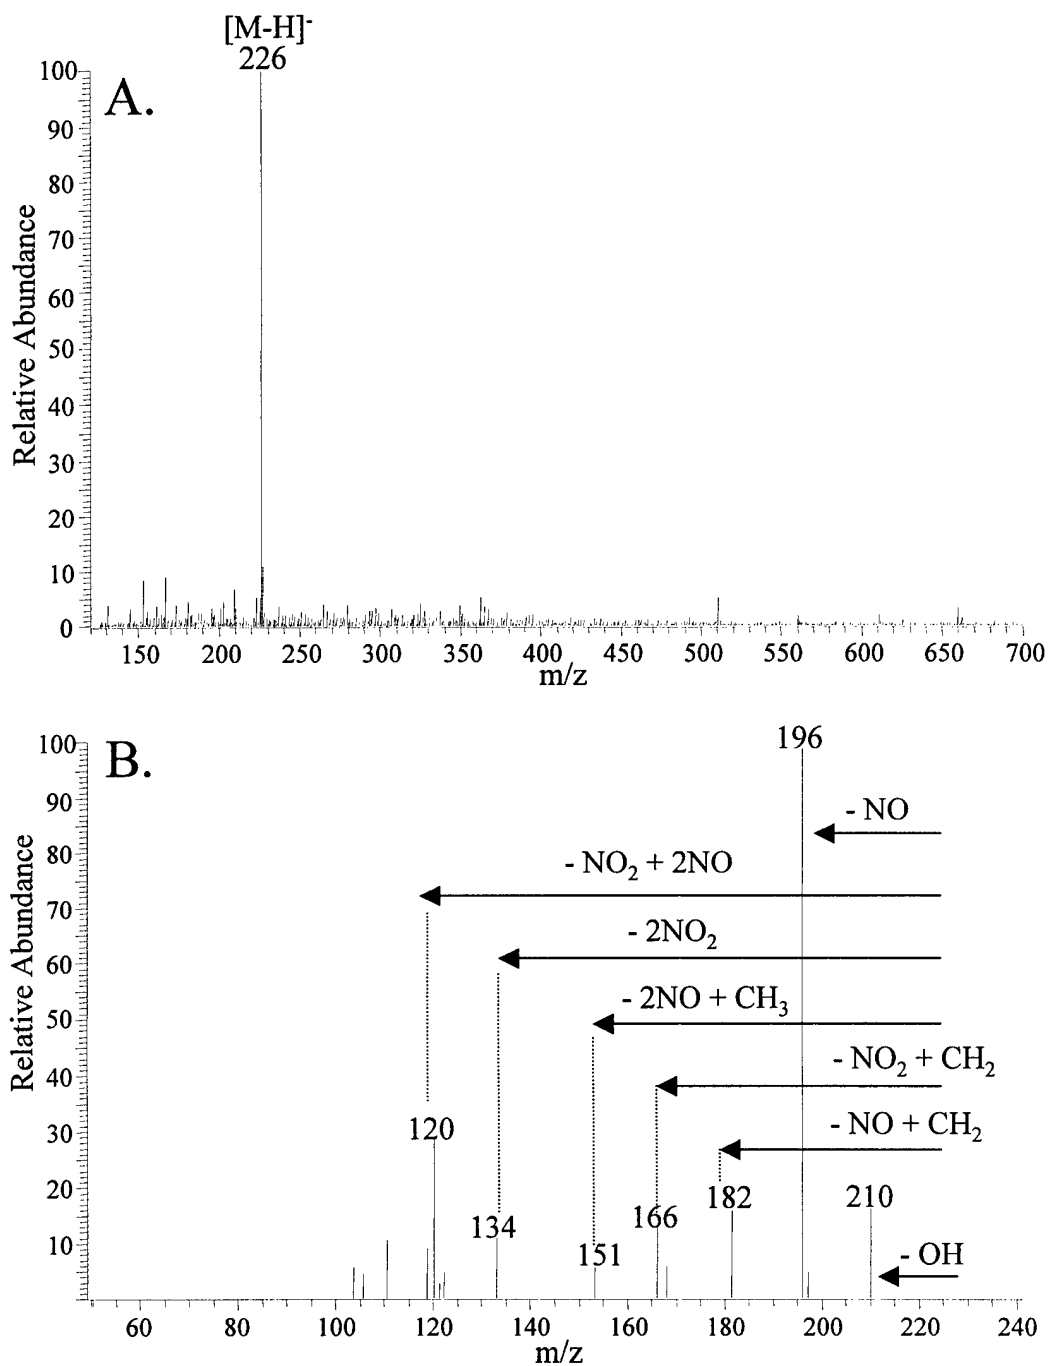 [M-H]-
226
A.
100
90
80
70
60
50
40
30
20
10
0
Relative Abundance
150 200 250 300 350 400 450 500 550 600 650 700
m/z
B.
196
- NO
- NO2 + 2NO
- 2NO2
- 2NO + CH3
- NO2 + CH2
- NO + CH2
120
134
151
166
182
210
- OH
100
90
80
70
60
50
40
30
20
10
Relative Abundance
60 80 100 120 140 160 180 200 220 240
m/z